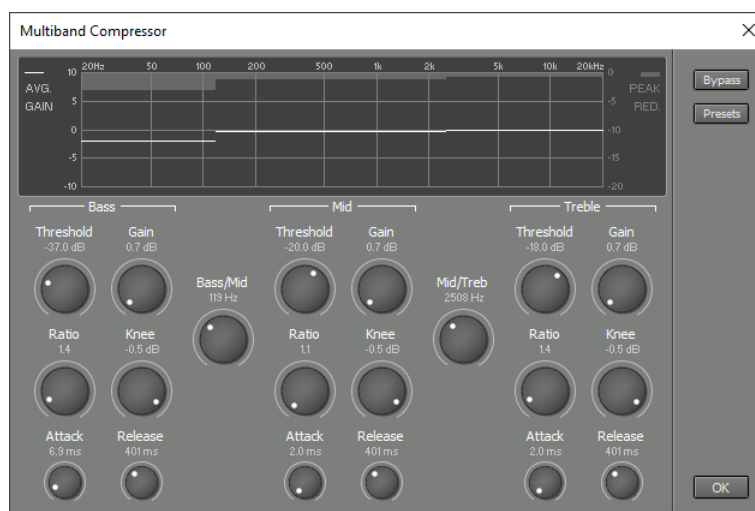 Multiband Compressor
20Hz 50 100 200 500 1k 2k 5k 10k 20kHz
10 0
AVG. PEAK Bypass
GAIN 5 -5 RED.
Presets
0 -10
-5 -15
-10 -20
Bass Mid Treble
Threshold Gain Threshold Gain Threshold Gain
-37.0 dB 0.7 dB -20.0 dB 0.7 dB -18.0 dB 0.7 dB
Bass/Mid Mid/Treb
119 Hz 2508 Hz
Ratio Knee Ratio Knee Ratio Knee
1.4 -0.5 dB 1.1 -0.5 dB 1.4 -0.5 dB
Attack Release Attack Release Attack Release
6.9 ms 401 ms 2.0 ms 401 ms 2.0 ms 401 ms
OK